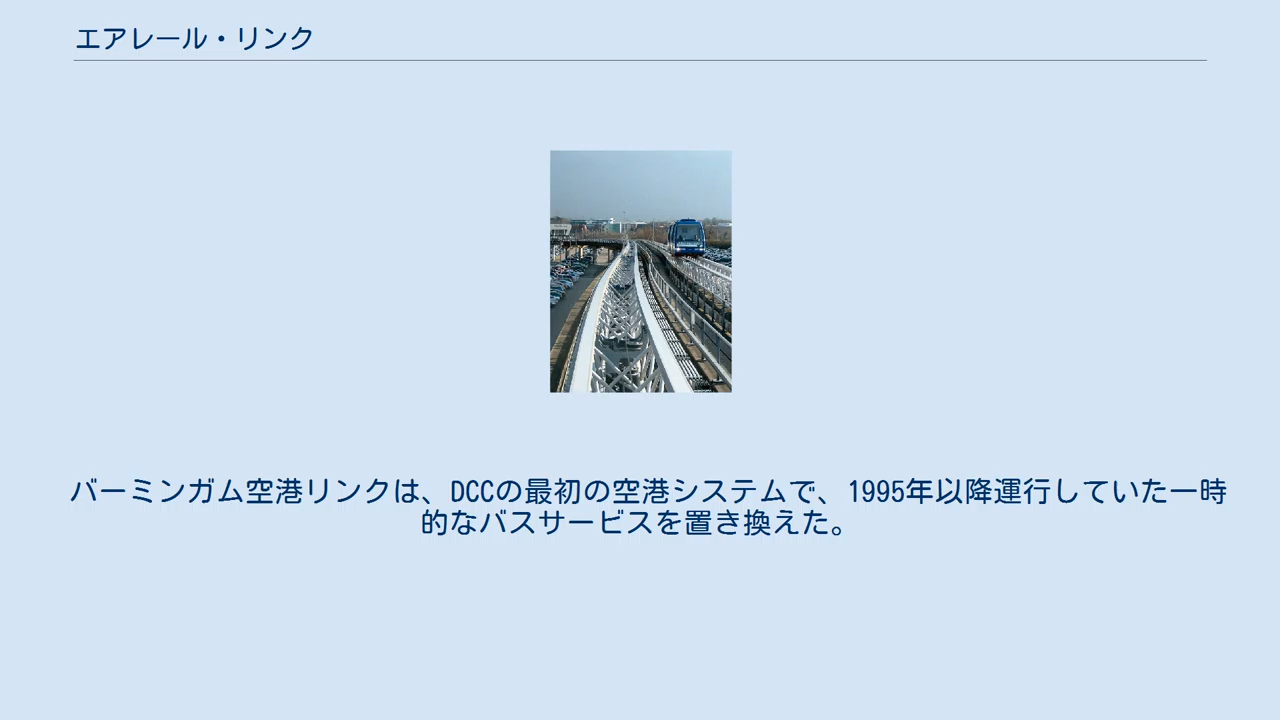 エアレール・リンク
バーミンガム空港リンクは、DCCの最初の空港システムで、1995年以降運行していた一時
的なバスサービスを置き換えた。